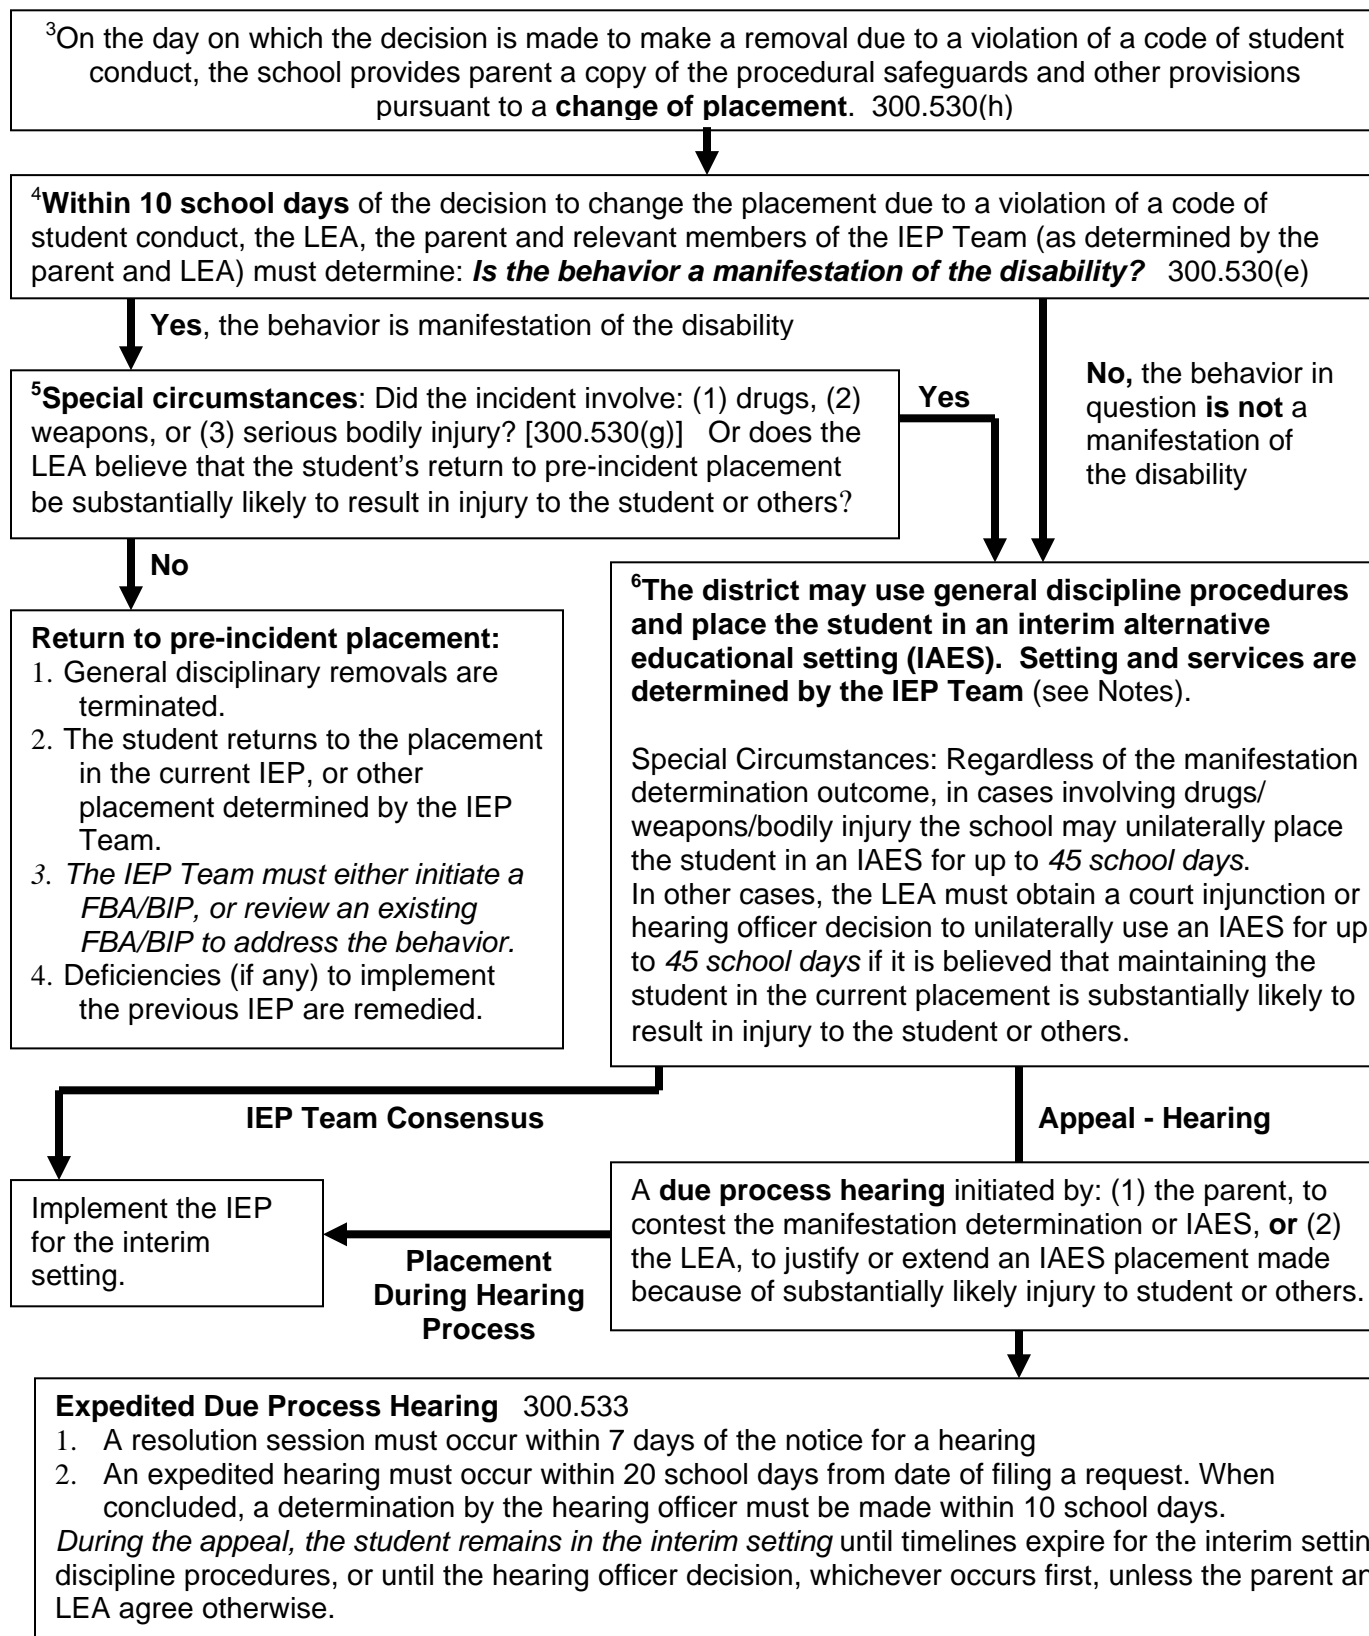 ³On the day on which the decision is made to make a removal due to a violation of a code of student
conduct, the school provides parent a copy of the procedural safeguards and other provisions
pursuant to a change of placement. 300.530(h)
⁴Within 10 school days of the decision to change the placement due to a violation of a code of
student conduct, the LEA, the parent and relevant members of the IEP Team (as determined by the
parent and LEA) must determine: Is the behavior a manifestation of the disability? 300.530(e)
Yes, the behavior is manifestation of the disability
⁵Special circumstances: Did the incident involve: (1) drugs, (2)
weapons, or (3) serious bodily injury? [300.530(g)] Or does the
LEA believe that the student's return to pre-incident placement
be substantially likely to result in injury to the student or others?
Yes
No, the behavior in
question is not a
manifestation of
the disability
No
Return to pre-incident placement:
1. General disciplinary removals are
terminated.
2. The student returns to the placement
in the current IEP, or other
placement determined by the IEP
Team.
3. The IEP Team must either initiate a
FBA/BIP, or review an existing
FBA/BIP to address the behavior.
4. Deficiencies (if any) to implement
the previous IEP are remedied.
⁶The district may use general discipline procedures
and place the student in an interim alternative
educational setting (IAES). Setting and services are
determined by the IEP Team (see Notes).
Special Circumstances: Regardless of the manifestation
determination outcome, in cases involving drugs/
weapons/bodily injury the school may unilaterally place
the student in an IAES for up to 45 school days.
In other cases, the LEA must obtain a court injunction or
hearing officer decision to unilaterally use an IAES for up
to 45 school days if it is believed that maintaining the
student in the current placement is substantially likely to
result in injury to the student or others.
IEP Team Consensus
Appeal - Hearing
Implement the IEP
for the interim
setting.
Placement
During Hearing
Process
A due process hearing initiated by: (1) the parent, to
contest the manifestation determination or IAES, or (2)
the LEA, to justify or extend an IAES placement made
because of substantially likely injury to student or others.
Expedited Due Process Hearing 300.533
1. A resolution session must occur within 7 days of the notice for a hearing
2. An expedited hearing must occur within 20 school days from date of filing a request. When
concluded, a determination by the hearing officer must be made within 10 school days.
During the appeal, the student remains in the interim setting until timelines expire for the interim settin
discipline procedures, or until the hearing officer decision, whichever occurs first, unless the parent an
LEA agree otherwise.